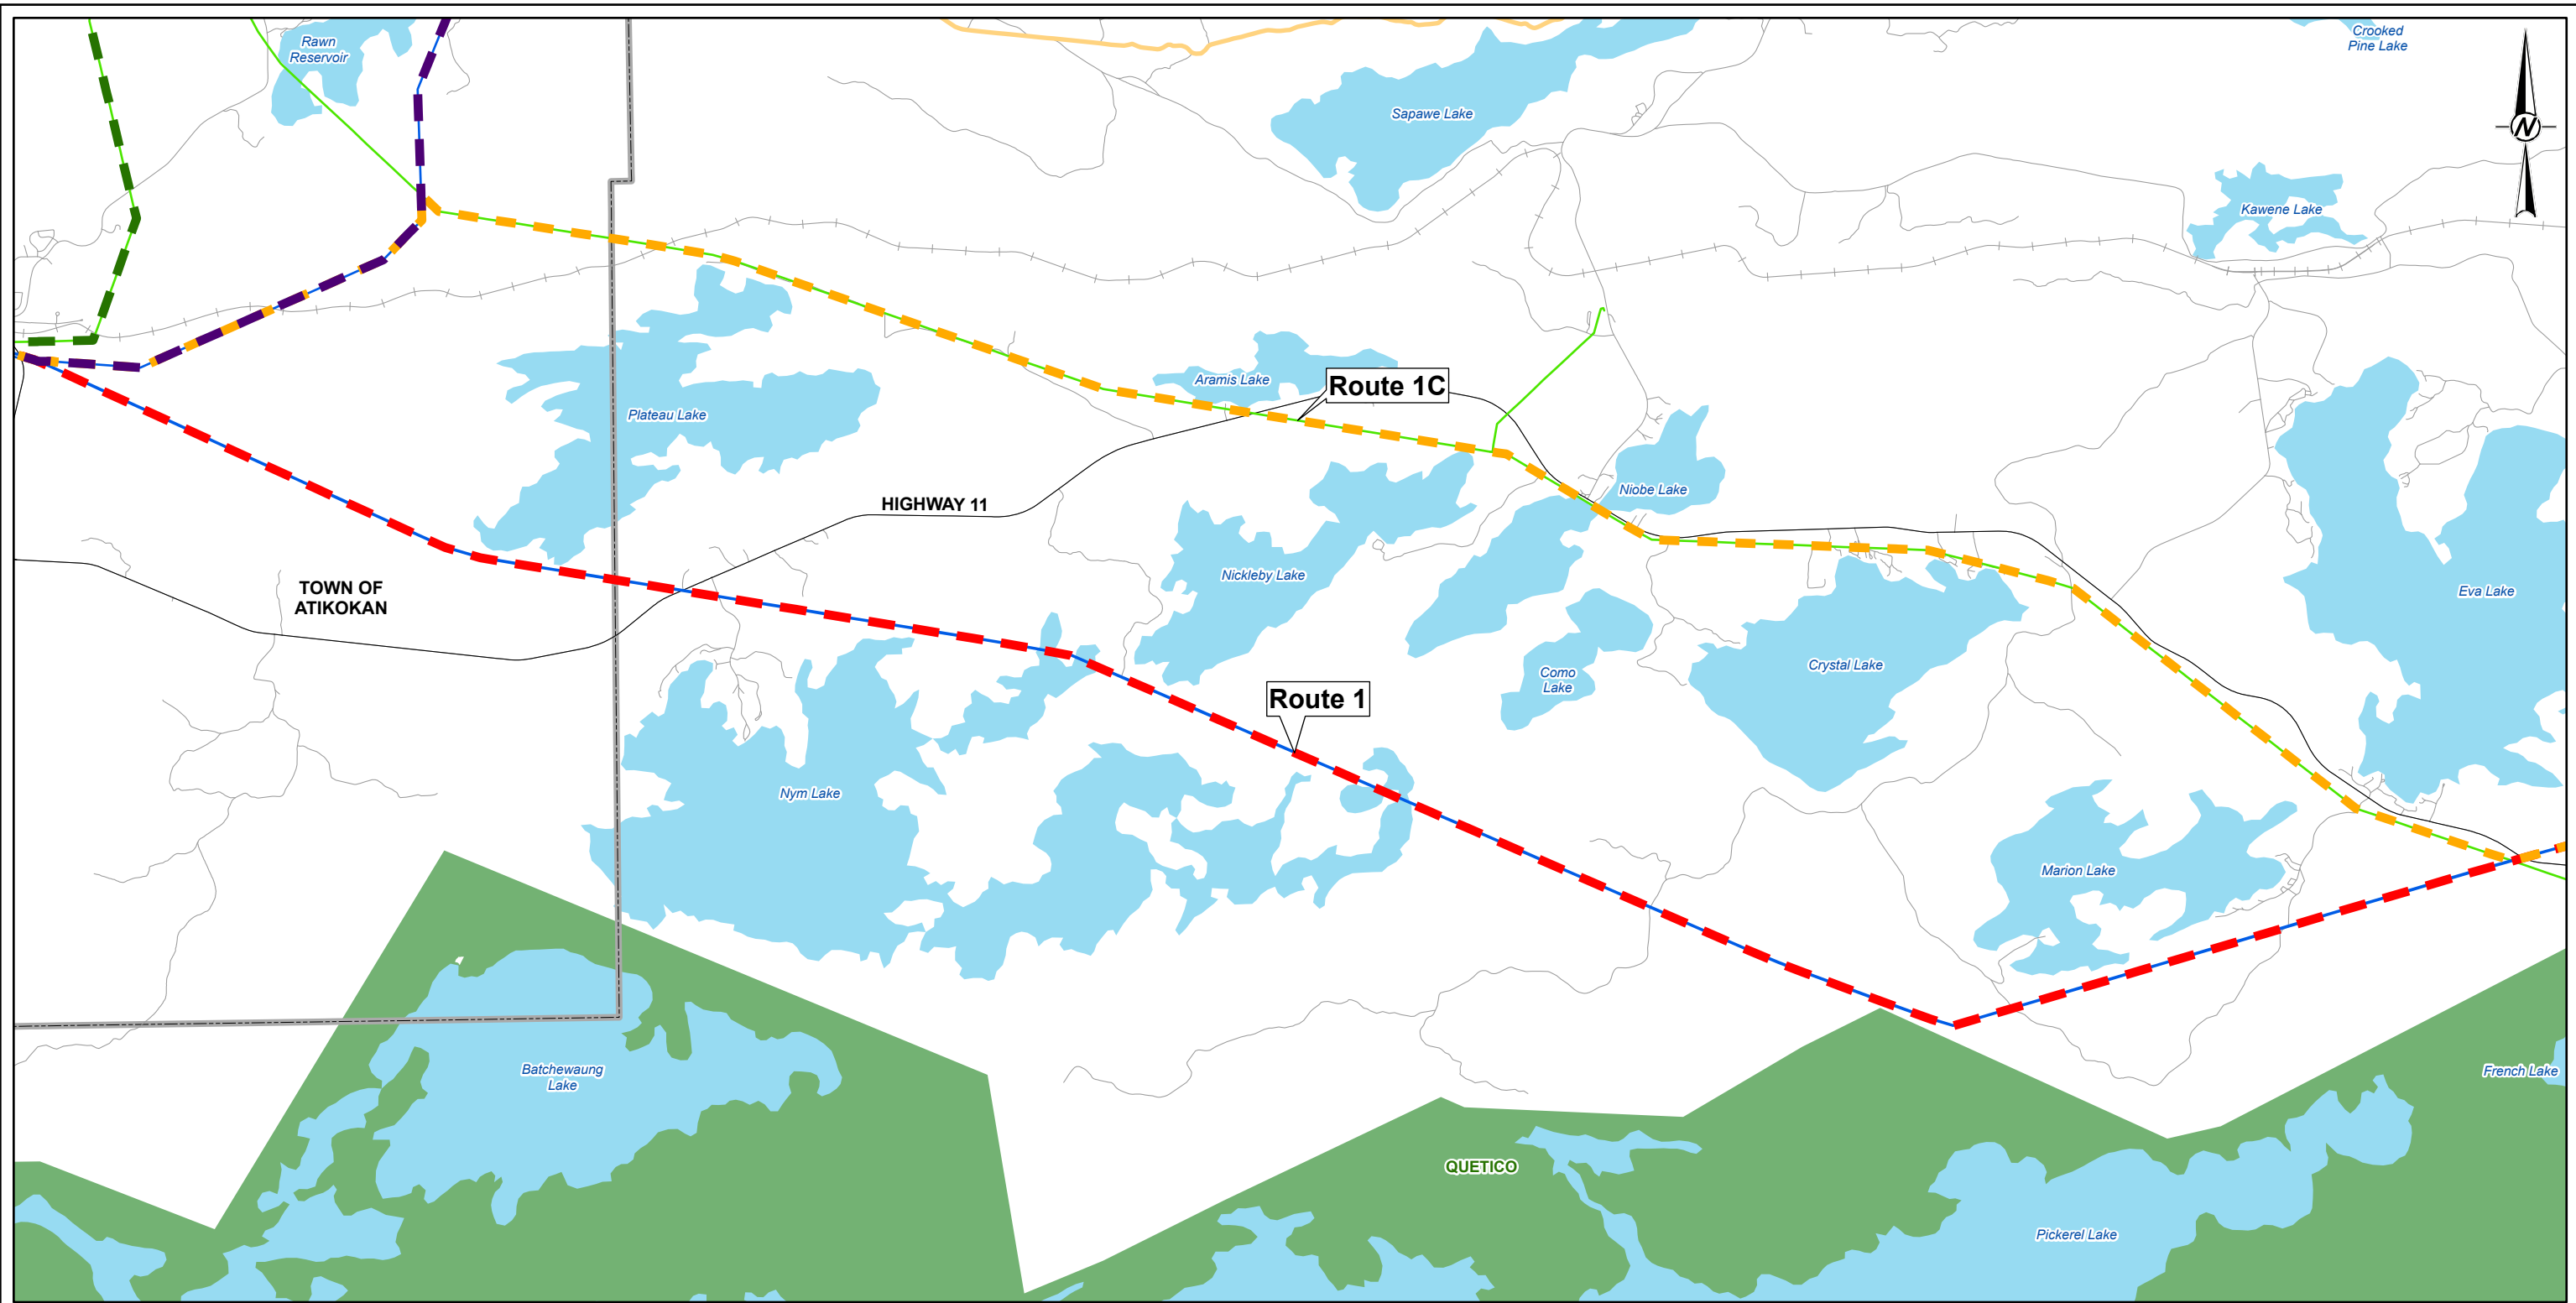 Rawn
Reservoir
Crooked
Pine Lake
N
Sapawe Lake
Kawene Lake
Aramis Lake
Route 1C
Plateau Lake
Niobe Lake
HIGHWAY 11
Nickleby Lake
TOWN OF
ATIKOKAN
Eva Lake
Crystal Lake
Como
Lake
Route 1
Nym Lake
Marion Lake
Batchewaung
Lake
French Lake
QUETICO
Pickerel Lake